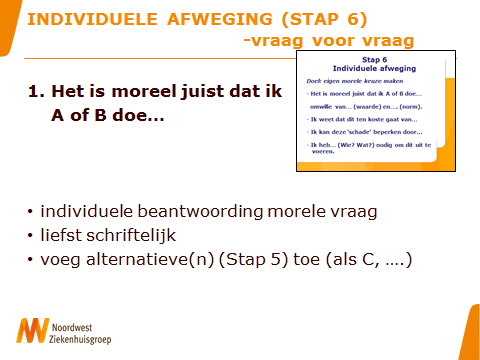 INDIVIDUELE AFWEGING (STAP 6)
-vraag voor vraag
Stap 6
Individuele afweging
Doel: eigen morele keuze maken
- Het is moreel juist dat ik A of B doe...
omwille van... (waarde) en.... (norm).
- Ik weet dat dit ten koste gaat van...
- Ik kan deze 'schade' beperken door...
- Ik heb... (Wie? Wat?) nodig om dit uit te
voeren.
1. Het is moreel juist dat ik
A of B doe...
• individuele beantwoording morele vraag
• liefst schriftelijk
• voeg alternatieve(n) (Stap 5) toe (als C, ....)
Noordwest
Ziekenhuisgroep